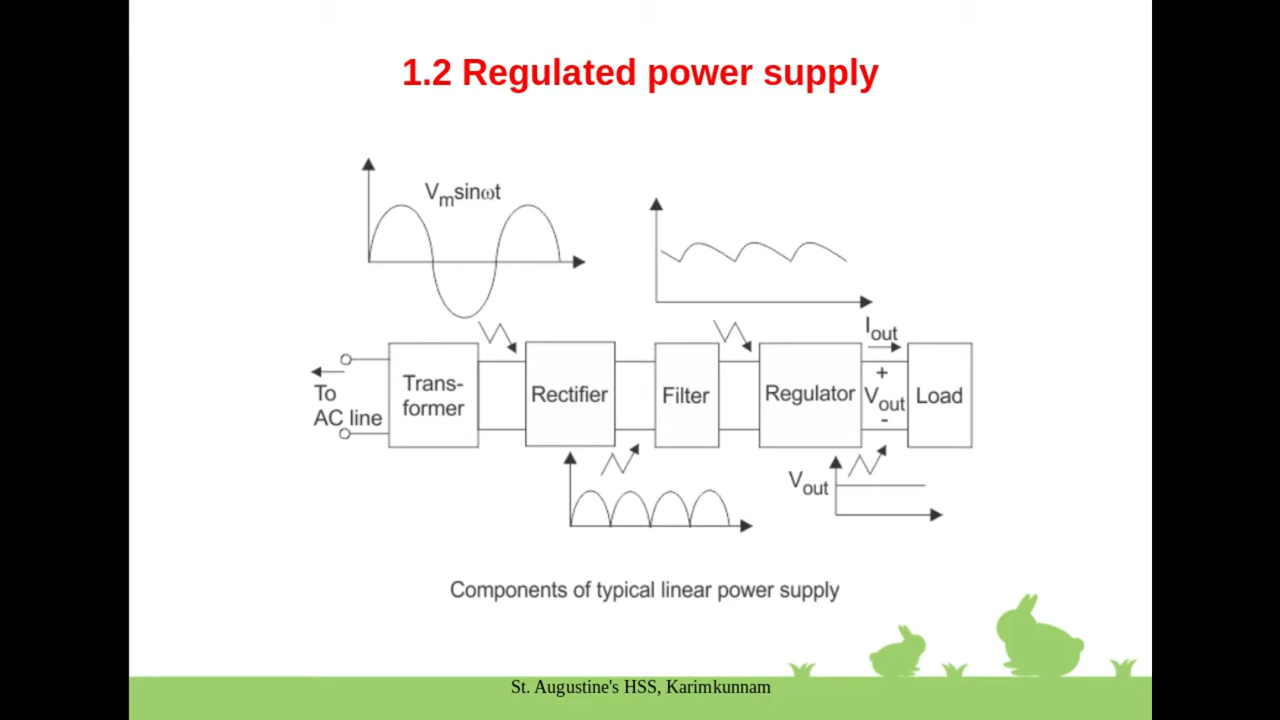 1.2 Regulated power supply
Vmsinωt
Iout
To
AC line
Trans-
former
Rectifier
Filter
Regulator
+
Vout
-
Load
Vout
Components of typical linear power supply
St. Augustine's HSS, Karimkunnam